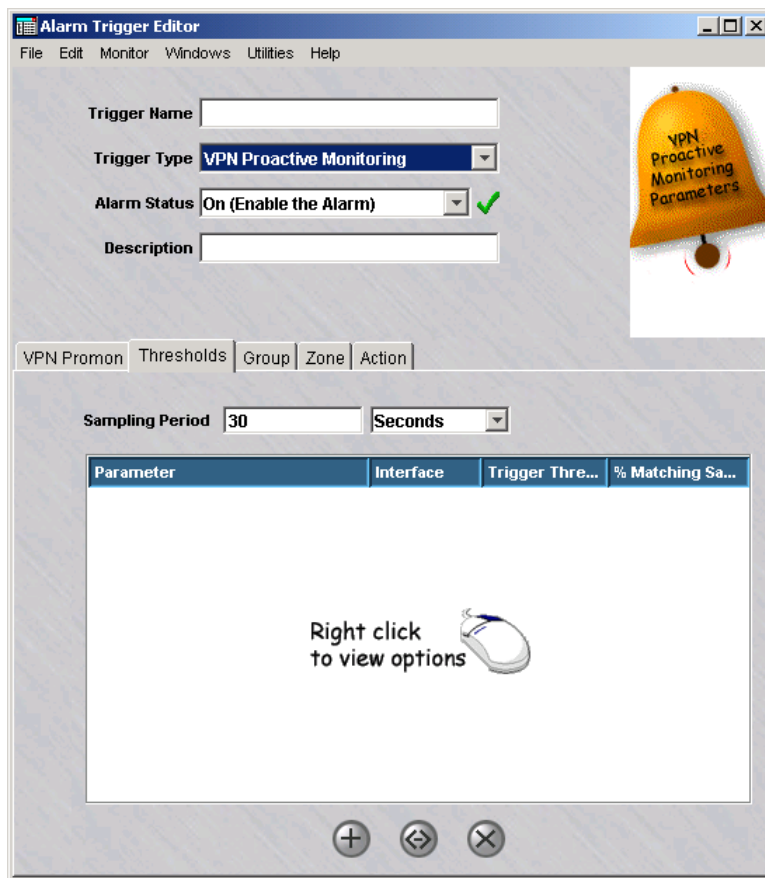 Alarm Trigger Editor
File Edit Monitor Windows Utilities Help
Trigger Name
Trigger Type VPN Proactive Monitoring
Alarm Status On (Enable the Alarm)
Description
VPN
Proactive
Monitoring
Parameters
VPN Promon Thresholds Group Zone Action
Sampling Period 30 Seconds
Parameter Interface Trigger Thre... % Matching Sa...
Right click
to view options